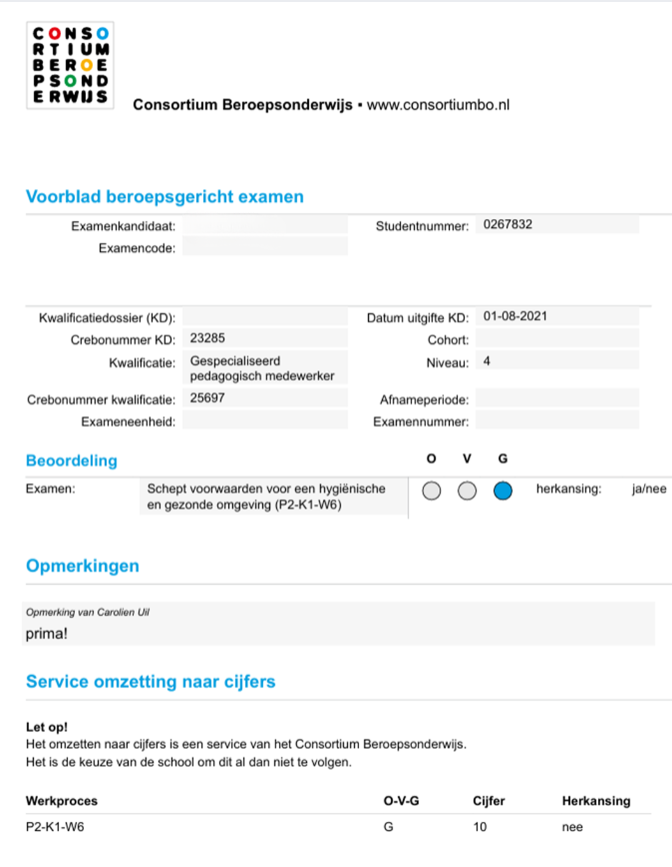 CONSO
RTIUM
BEROE
PSOND
ERWIJS
Consortium Beroepsonderwijs • www.consortiumbo.nl
Voorblad beroepsgericht examen
Examenkandidaat:
Studentnummer: 0267832
Examencode:
Kwalificatiedossier (KD):
Datum uitgifte KD: 01-08-2021
Crebonummer KD: 23285
Cohort:
Kwalificatie: Gespecialiseerd
pedagogisch medewerker
Niveau: 4
Crebonummer kwalificatie: 25697
Afnameperiode:
Exameneenheid:
Examennummer:
Beoordeling O V G
Examen: Schept voorwaarden voor een hygiënische
en gezonde omgeving (P2-K1-W6)
herkansing: ja/nee
Opmerkingen
Opmerking van Carolien Uil
prima!
Service omzetting naar cijfers
Let op!
Het omzetten naar cijfers is een service van het Consortium Beroepsonderwijs.
Het is de keuze van de school om dit al dan niet te volgen.
Werkproces O-V-G Cijfer Herkansing
P2-K1-W6 G 10 nee